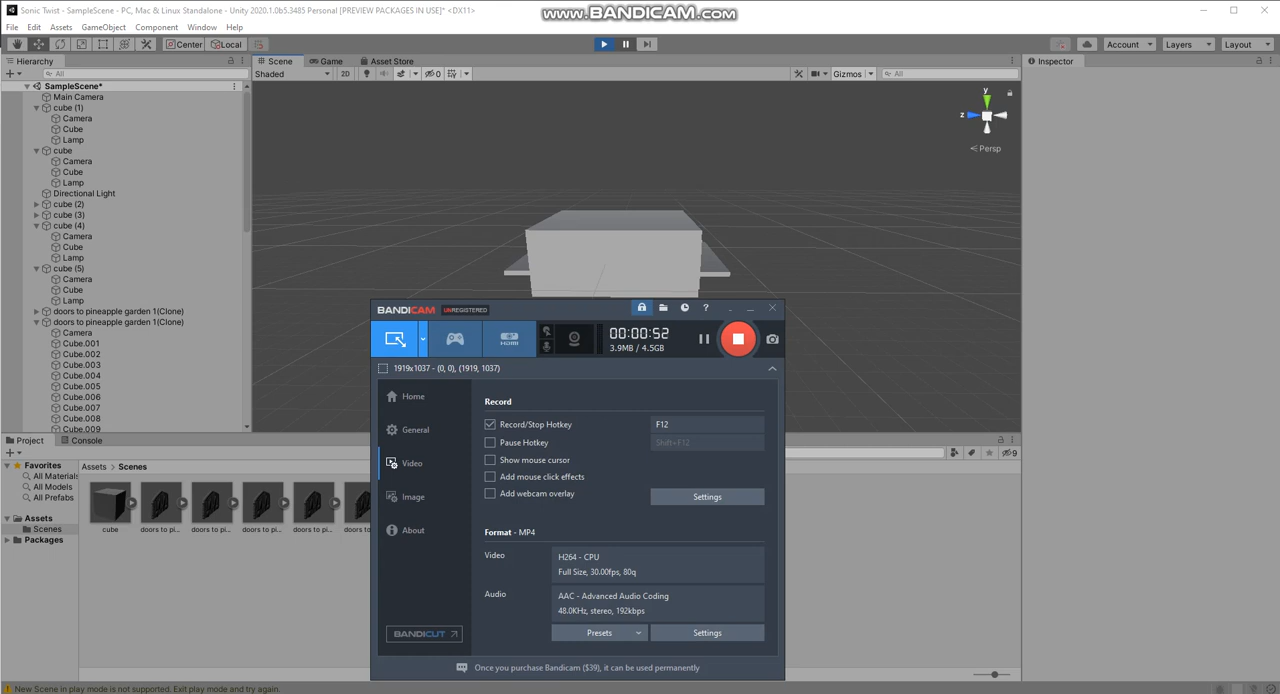 Sonic Twist - SampleScene - PC, Mac & Linux Standalone - Unity 2020.1.0b5.3485 Personal [PREVIEW PACKAGES IN USE]* <DX11>
www.BANDICAM.com
File Edit Assets GameObject Component Window Help
Center Local
Account Layers Layout
Hierarchy
All
Scene Game Asset Store
Inspector
Shaded 2D 0 Gizmos All
SampleScene*
Main Camera
cube (1)
Camera
Cube
Lamp
cube
Camera
Cube
Lamp
Directional Light
cube (2)
cube (3)
cube (4)
Camera
Cube
Lamp
cube (5)
Camera
Cube
Lamp
doors to pineapple garden 1(Clone)
doors to pineapple garden 1(Clone)
Camera
Cube.001
Cube.002
Cube.003
Cube.004
Cube.005
Cube.006
Cube.007
Cube.008
Cube.009
y
z
Persp
BANDICAM UNREGISTERED
HDMI
00:00:52
3.9MB / 4.5GB
1919x1037 - (0, 0), (1919, 1037)
Home
General
Video
Image
About
BANDICUT
Record
Record/Stop Hotkey F12
Pause Hotkey Shift+F12
Show mouse cursor
Add mouse click effects
Add webcam overlay
Settings
Format - MP4
Video
H264 - CPU
Full Size, 30.00fps, 80q
Audio
AAC - Advanced Audio Coding
48.0KHz, stereo, 192kbps
Presets Settings
Once you purchase Bandicam ($39), it can be used permanently
Project Console
9
Favorites
All Materials
All Models
All Prefabs
Assets
Scenes
Packages
Assets > Scenes
cube
doors to pi...
doors to pi...
doors to pi...
doors to pi...
New Scene in play mode is not supported. Exit play mode and try again.